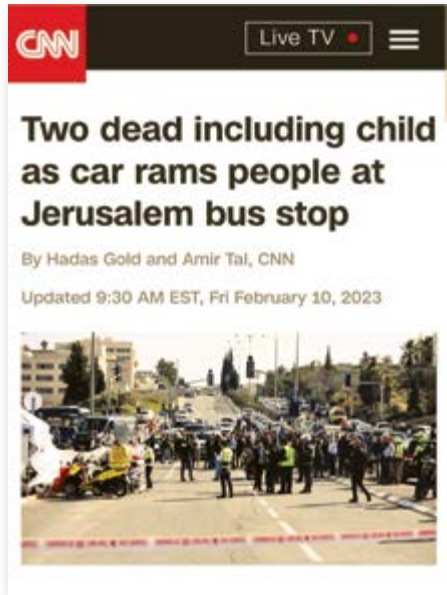 CNN
Live TV
Two dead including child
as car rams people at
Jerusalem bus stop
By Hadas Gold and Amir Tal, CNN
Updated 9:30 AM EST, Fri February 10, 2023